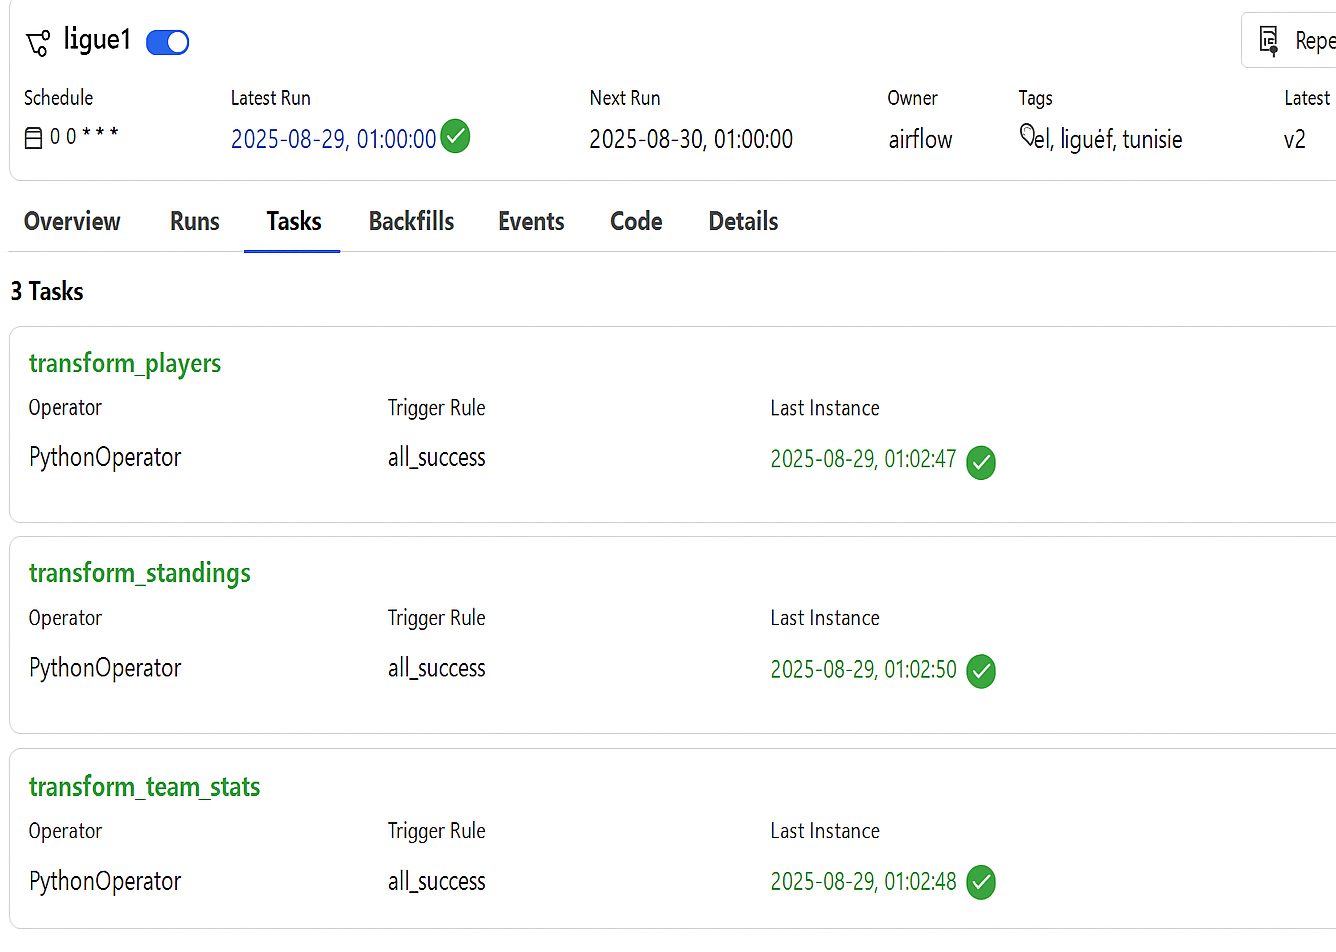 ligue1
Repe
Schedule Latest Run Next Run Owner Tags Latest
0 0 * * * 2025-08-29, 01:00:00 2025-08-30, 01:00:00 airflow el, liguéf, tunisie v2
Overview Runs Tasks Backfills Events Code Details
3 Tasks
transform_players
Operator Trigger Rule Last Instance
PythonOperator all_success 2025-08-29, 01:02:47
transform_standings
Operator Trigger Rule Last Instance
PythonOperator all_success 2025-08-29, 01:02:50
transform_team_stats
Operator Trigger Rule Last Instance
PythonOperator all_success 2025-08-29, 01:02:48